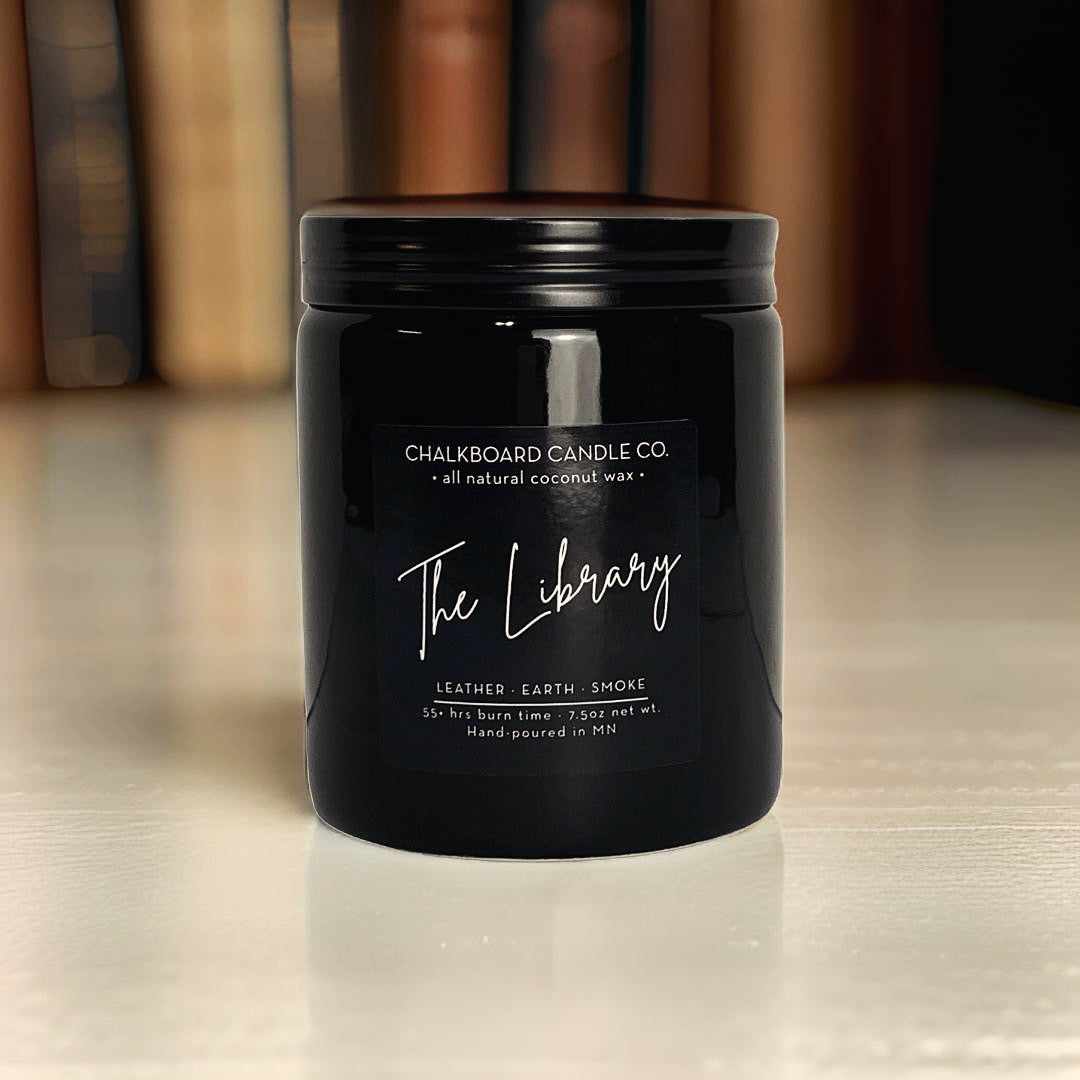 CHALKBOARD CANDLE CO.
• all natural coconut wax •
The Library
LEATHER · EARTH · SMOKE
55+ hrs burn time · 7.5oz net wt.
Hand-poured in MN